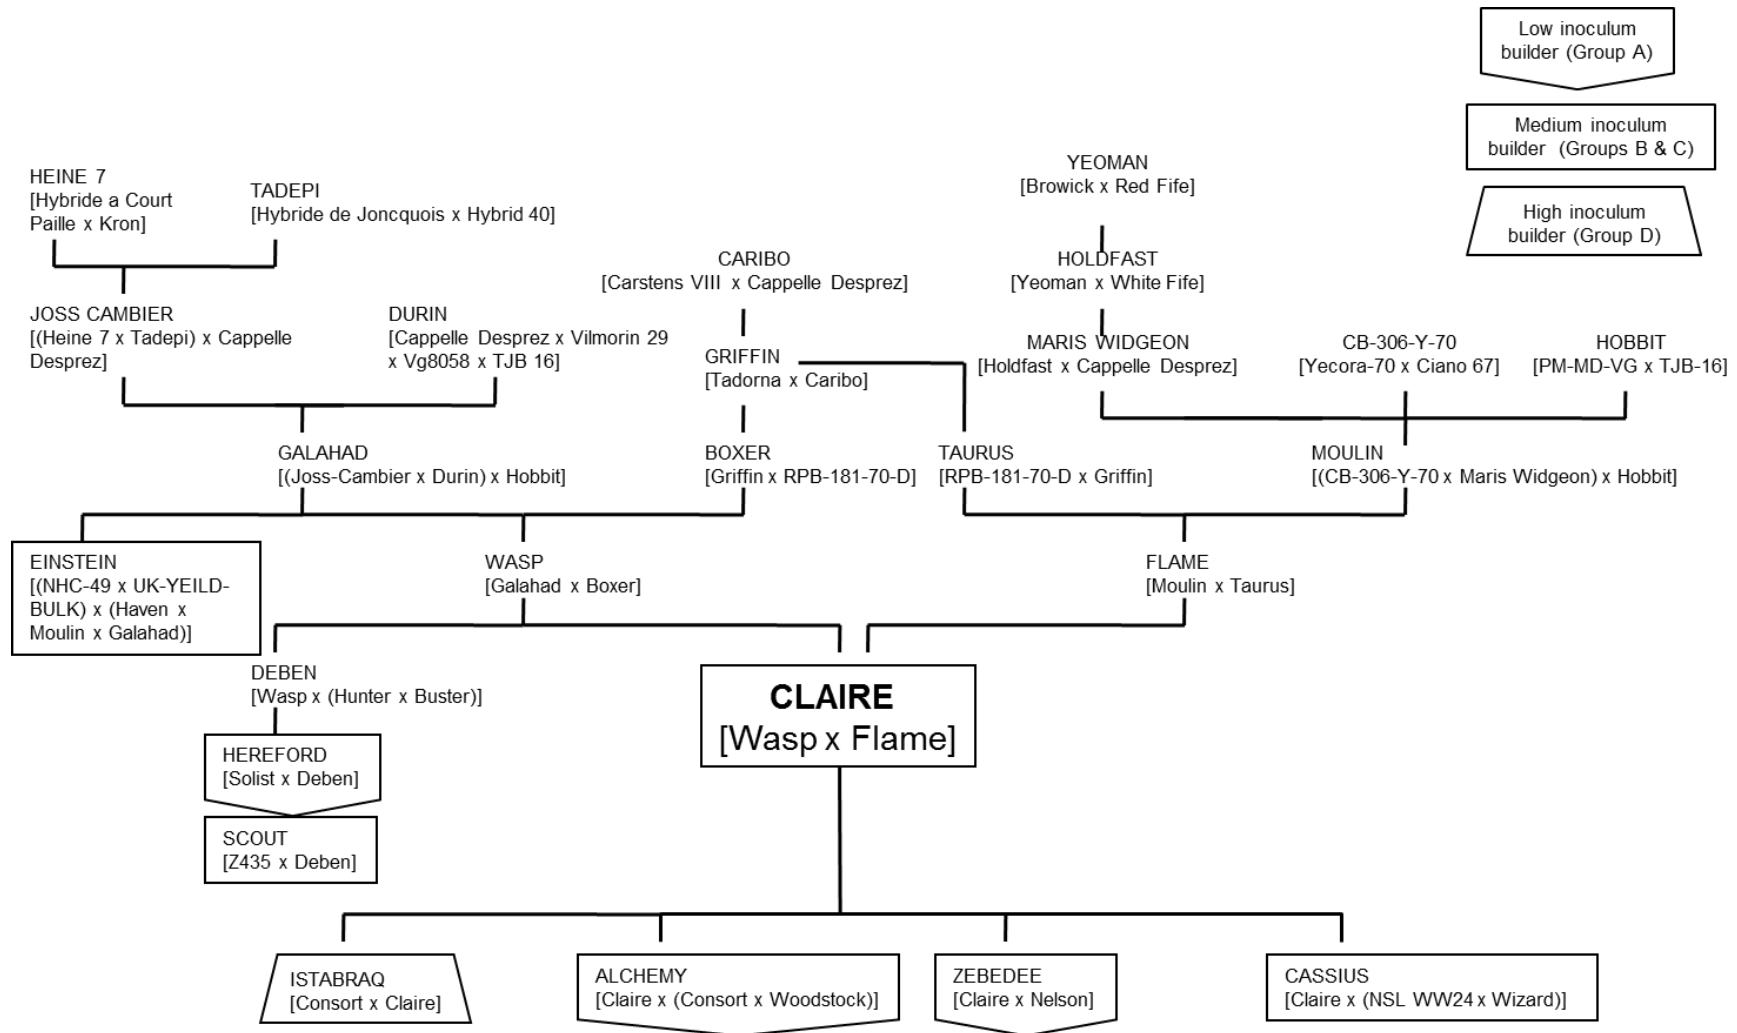 Low inoculum
builder (Group A)
Medium inoculum
builder (Groups B & C)
High inoculum
builder (Group D)
HEINE 7
[Hybride a Court
Paille x Kron]
TADEPI
[Hybride de Joncquois x Hybrid 40]
YEOMAN
[Browick x Red Fife]
CARIBO
[Carstens VIII x Cappelle Desprez]
HOLDFAST
[Yeoman x White Fife]
JOSS CAMBIER
[(Heine 7 x Tadepi) x Cappelle
Desprez]
DURIN
[Cappelle Desprez x Vilmorin 29
x Vg8058 x TJB 16]
GRIFFIN
[Tadorna x Caribo]
MARIS WIDGEON
[Holdfast x Cappelle Desprez]
CB-306-Y-70
[Yecora-70 x Ciano 67]
HOBBIT
[PM-MD-VG x TJB-16]
GALAHAD
[(Joss-Cambier x Durin) x Hobbit]
BOXER
[Griffin x RPB-181-70-D]
TAURUS
[RPB-181-70-D x Griffin]
MOULIN
[(CB-306-Y-70 x Maris Widgeon) x Hobbit]
EINSTEIN
[(NHC-49 x UK-YEILD-
BULK) x (Haven x
Moulin x Galahad)]
WASP
[Galahad x Boxer]
FLAME
[Moulin x Taurus]
DEBEN
[Wasp x (Hunter x Buster)]
CLAIRE
[Wasp x Flame]
HEREFORD
[Solist x Deben]
SCOUT
[Z435 x Deben]
ISTABRAQ
[Consort x Claire]
ALCHEMY
[Claire x (Consort x Woodstock)]
ZEBEDEE
[Claire x Nelson]
CASSIUS
[Claire x (NSL WW24 x Wizard)]